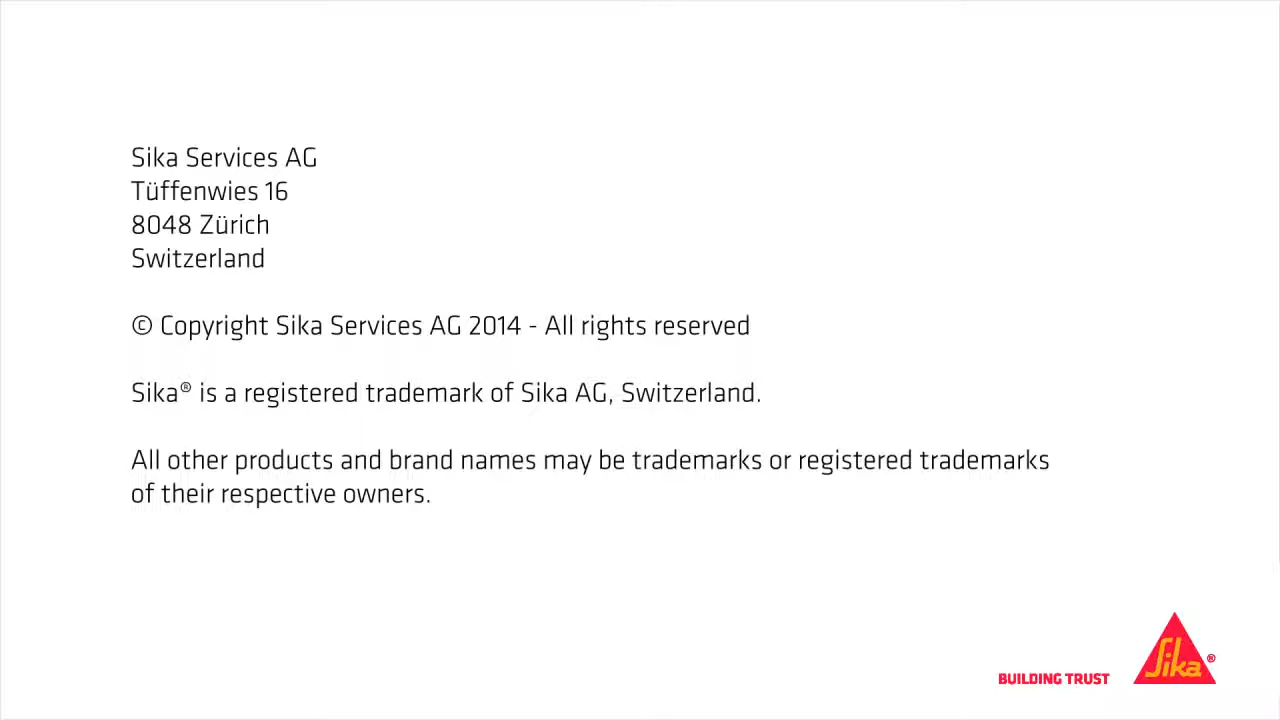 Sika Services AG
Tüffenwies 16
8048 Zürich
Switzerland
© Copyright Sika Services AG 2014 - All rights reserved
Sika® is a registered trademark of Sika AG, Switzerland.
All other products and brand names may be trademarks or registered trademarks
of their respective owners.
BUILDING TRUST
Sika®